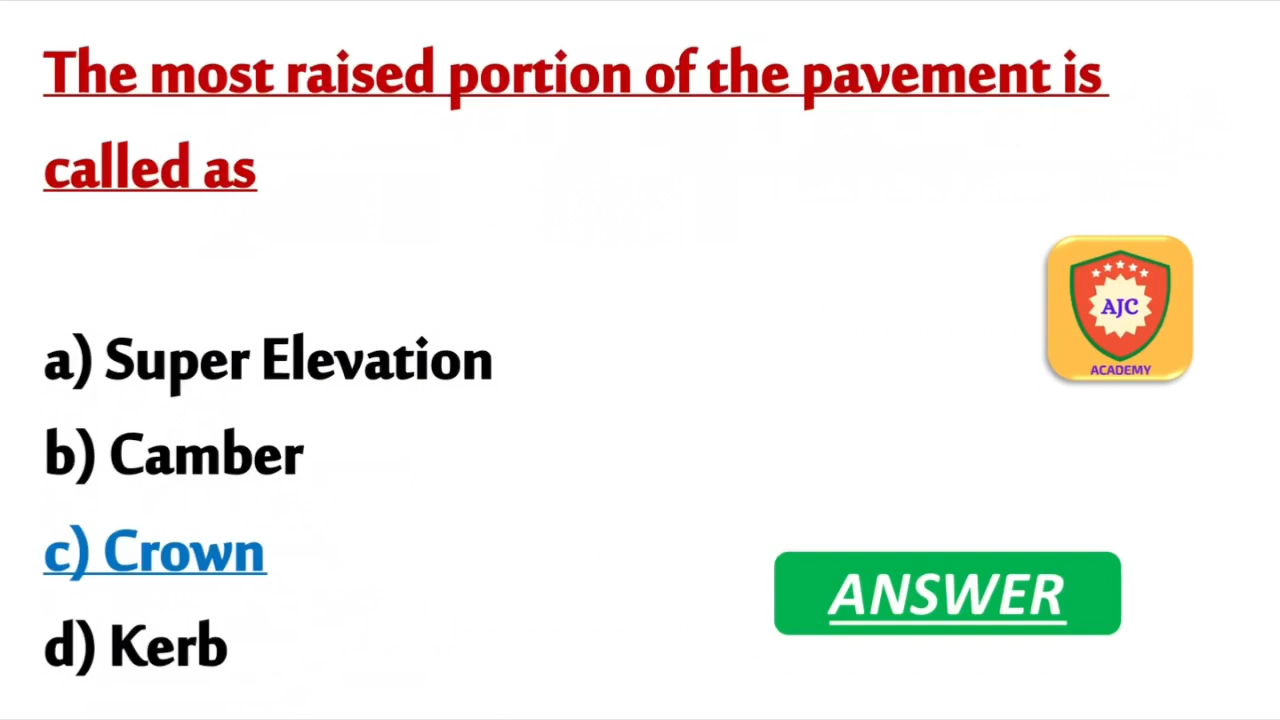 The most raised portion of the pavement is
called as
AJC
ACADEMY
a) Super Elevation
b) Camber
c) Crown
ANSWER
d) Kerb